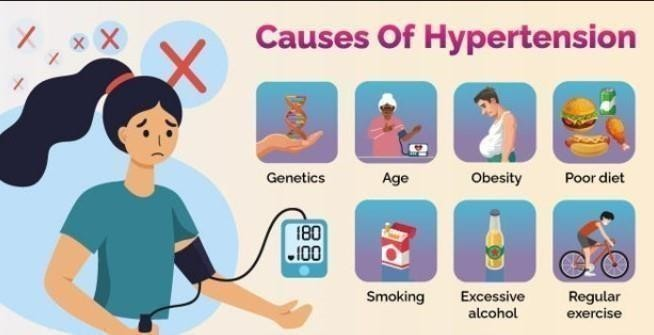 Causes Of Hypertension
Genetics
Age
Obesity
Poor diet
180
100
Smoking
Excessive
alcohol
Regular
exercise